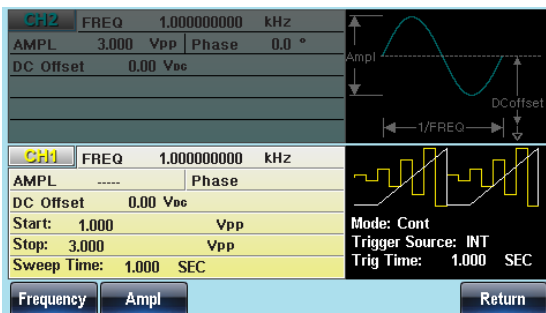 CH2 FREQ 1.000000000 kHz
AMPL 3.000 Vpp Phase 0.0 °
DC Offset 0.00 VDC
Ampl
DCoffset
1/FREQ
CH1 FREQ 1.000000000 kHz
AMPL ----- Phase
DC Offset 0.00 VDC
Start: 1.000 Vpp
Stop: 3.000 Vpp
Sweep Time: 1.000 SEC
Mode: Cont
Trigger Source: INT
Trig Time: 1.000 SEC
Frequency Ampl Return